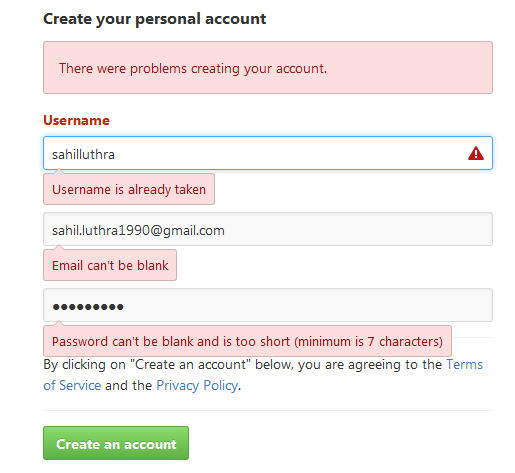 Create your personal account
There were problems creating your account.
Username
sahilluthra
Username is already taken
sahil.luthra1990@gmail.com
Email can't be blank
●●●●●●●●●
Password can't be blank and is too short (minimum is 7 characters)
By clicking on "Create an account" below, you are agreeing to the Terms
of Service and the Privacy Policy.
Create an account